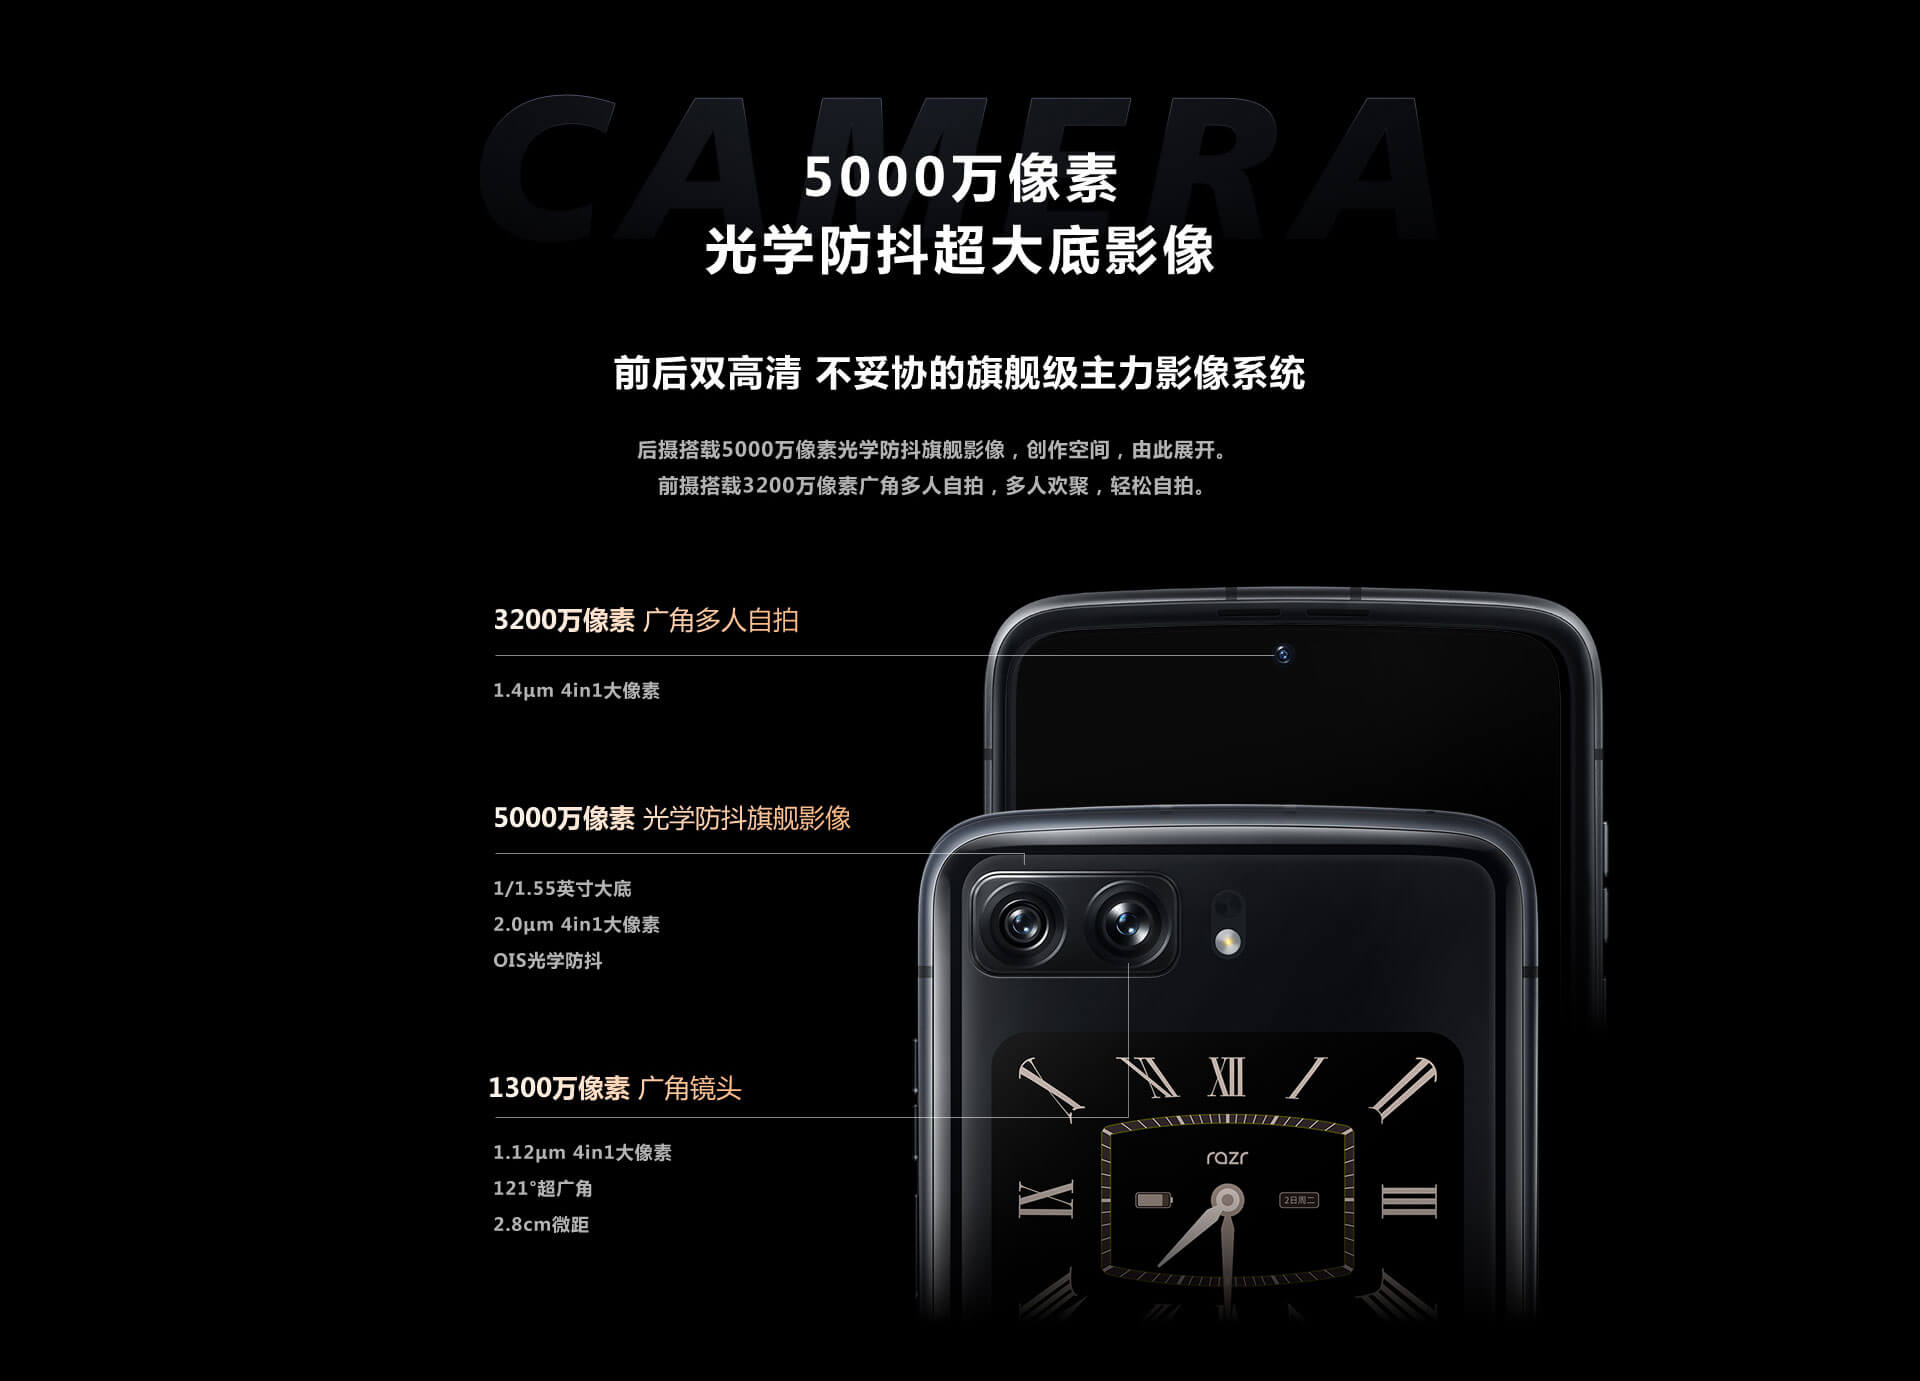 CAMERA
5000万像素
光学防抖超大底影像
前后双高清 不妥协的旗舰级主力影像系统
后摄搭载5000万像素光学防抖旗舰影像，创作空间，由此展开。
前摄搭载3200万像素广角多人自拍，多人欢聚，轻松自拍。
3200万像素 广角多人自拍
1.4μm 4in1大像素
5000万像素 光学防抖旗舰影像
1/1.55英寸大底
2.0μm 4in1大像素
OIS光学防抖
1300万像素 广角镜头
1.12μm 4in1大像素
121°超广角
2.8cm微距
X XI XII I II
razr
IX 2日周二 III